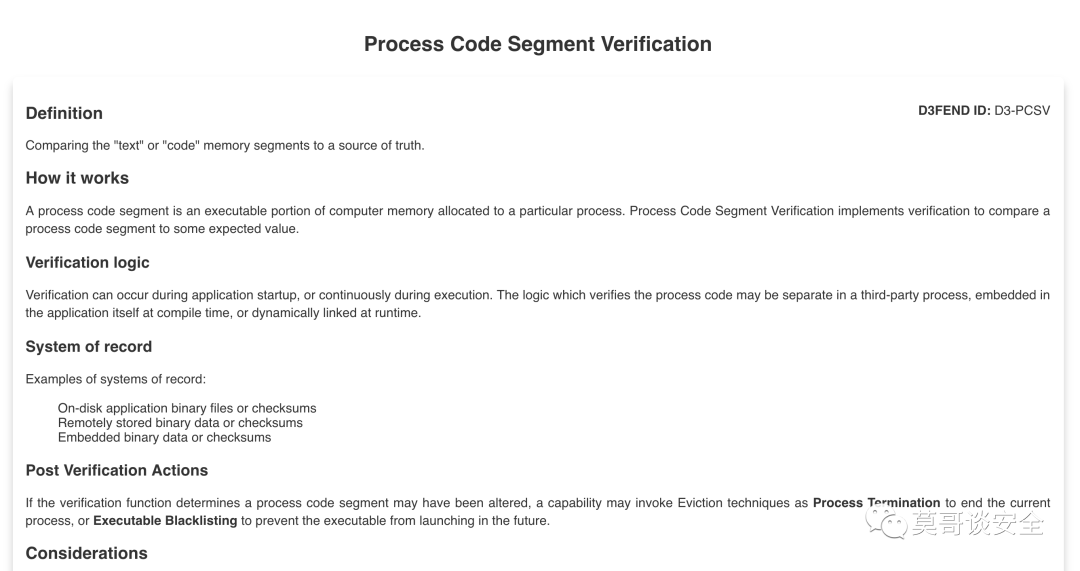 Process Code Segment Verification
Definition
D3FEND ID: D3-PCSV
Comparing the "text" or "code" memory segments to a source of truth.
How it works
A process code segment is an executable portion of computer memory allocated to a particular process. Process Code Segment Verification implements verification to compare a
process code segment to some expected value.
Verification logic
Verification can occur during application startup, or continuously during execution. The logic which verifies the process code may be separate in a third-party process, embedded in
the application itself at compile time, or dynamically linked at runtime.
System of record
Examples of systems of record:
On-disk application binary files or checksums
Remotely stored binary data or checksums
Embedded binary data or checksums
Post Verification Actions
If the verification function determines a process code segment may have been altered, a capability may invoke Eviction techniques as Process Termination to end the current
process, or Executable Blacklisting to prevent the executable from launching in the future.
莫哥谈安全
Considerations